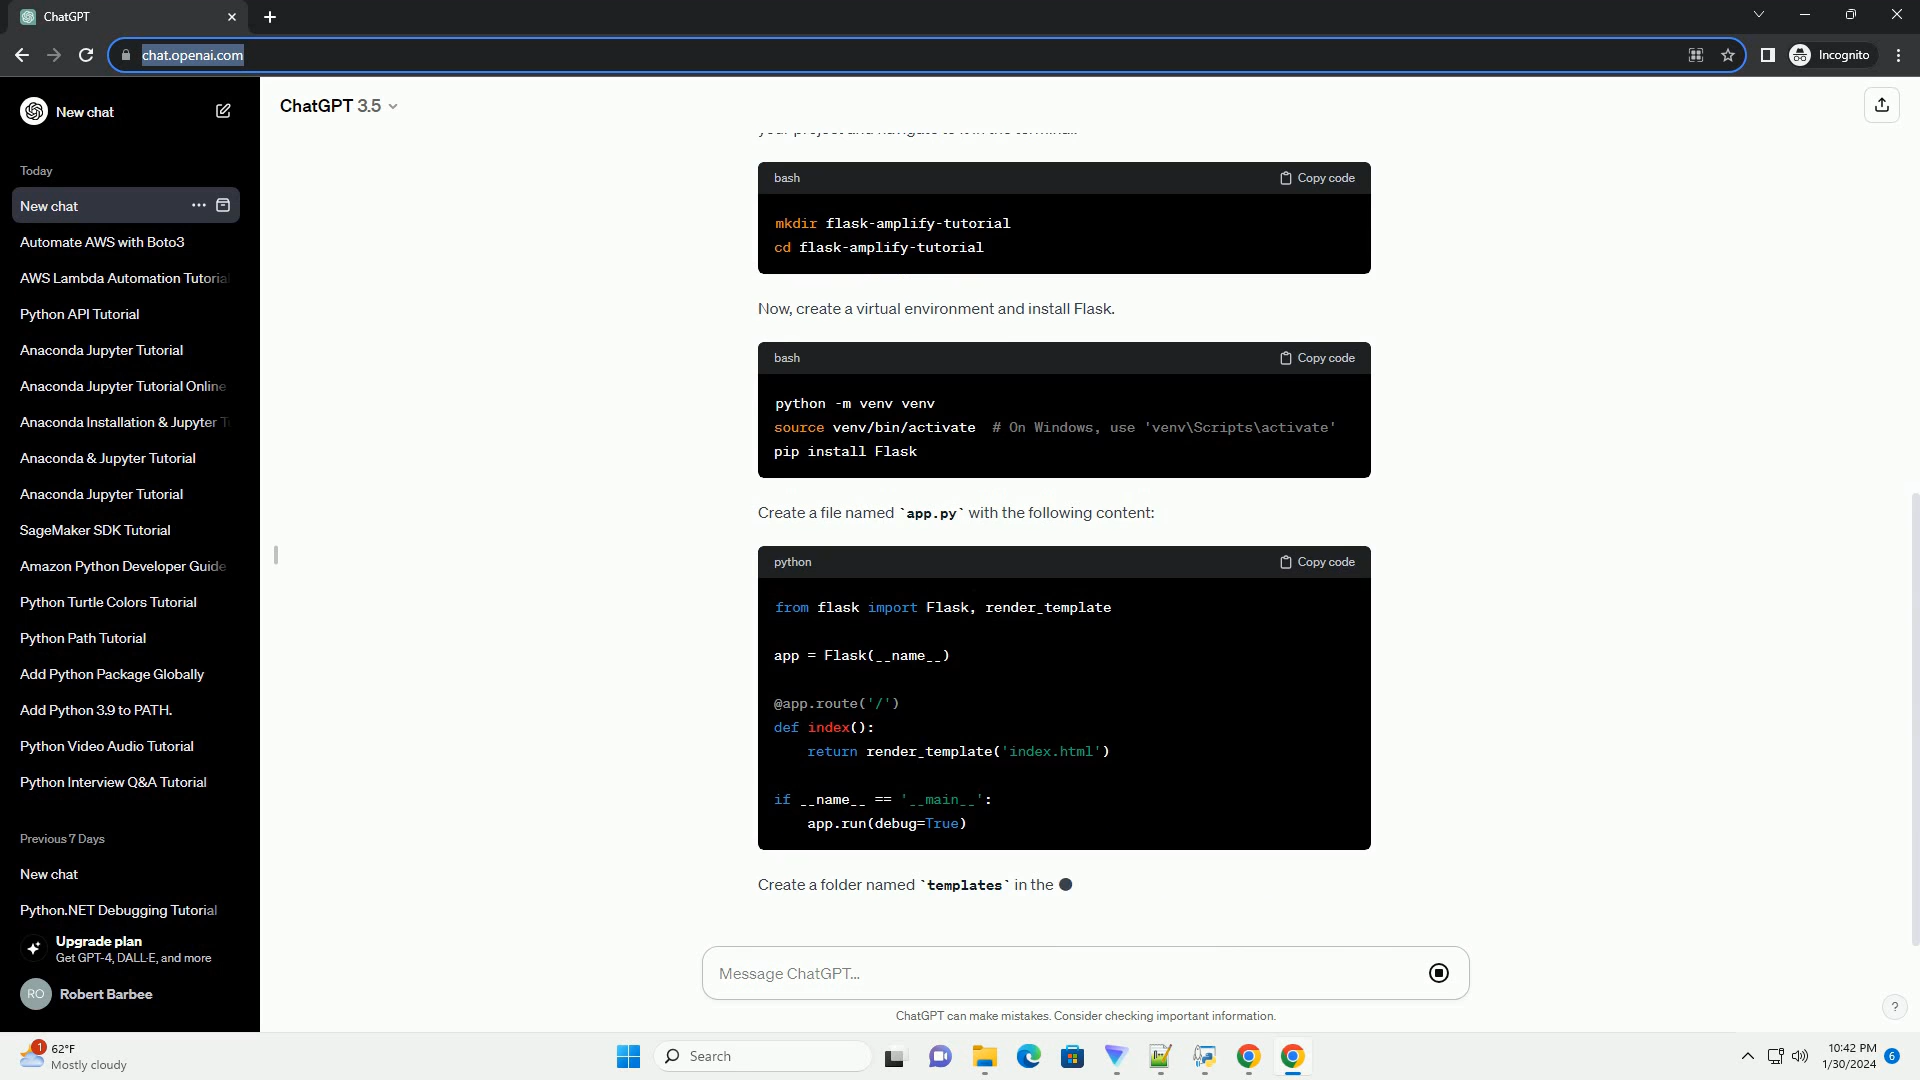 ChatGPT
chat.openai.com
Incognito
New chat
Today
New chat
Automate AWS with Boto3
AWS Lambda Automation Tutoria
Python API Tutorial
Anaconda Jupyter Tutorial
Anaconda Jupyter Tutorial Online
Anaconda Installation & Jupyter T
Anaconda & Jupyter Tutorial
Anaconda Jupyter Tutorial
SageMaker SDK Tutorial
Amazon Python Developer Guide
Python Turtle Colors Tutorial
Python Path Tutorial
Add Python Package Globally
Add Python 3.9 to PATH.
Python Video Audio Tutorial
Python Interview Q&A Tutorial
Previous 7 Days
New chat
Python.NET Debugging Tutorial
Upgrade plan
Get GPT-4, DALL·E, and more
RO Robert Barbee
ChatGPT 3.5
bash
Copy code
mkdir flask-amplify-tutorial
cd flask-amplify-tutorial
Now, create a virtual environment and install Flask.
bash
Copy code
python -m venv venv
source venv/bin/activate  # On Windows, use 'venv\Scripts\activate'
pip install Flask
Create a file named `app.py` with the following content:
python
Copy code
from flask import Flask, render_template
app = Flask(__name__)
@app.route('/')
def index():
return render_template('index.html')
if __name__ == '__main__':
app.run(debug=True)
Create a folder named `templates` in the
Message ChatGPT...
ChatGPT can make mistakes. Consider checking important information.
?
1
62°F
Mostly cloudy
Search
10:42 PM
1/30/2024
6